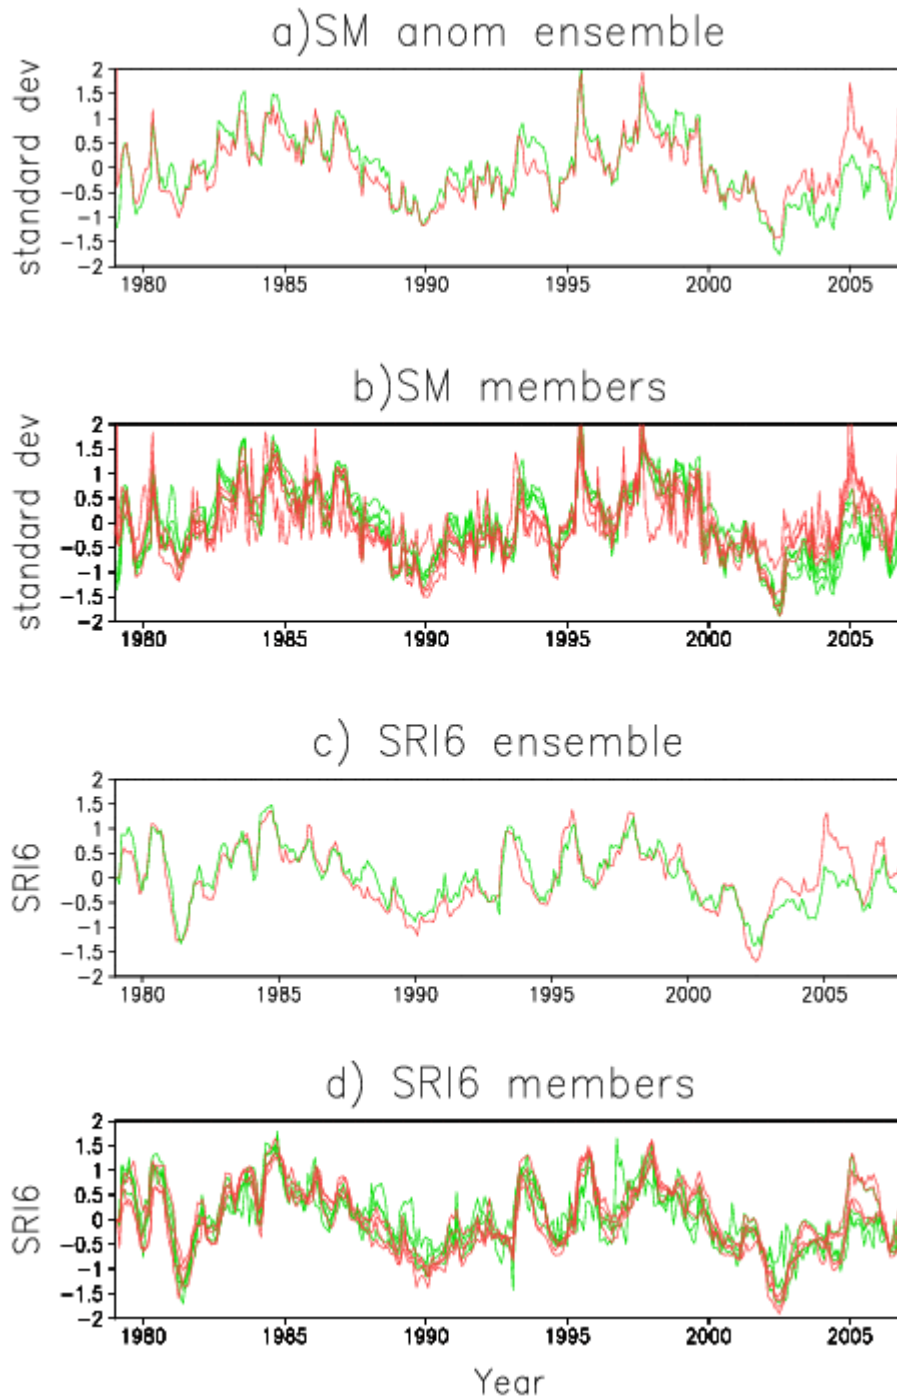 a)SM anom ensemble
standard dev
2
1.5
1
0.5
0
−0.5
−1
−1.5
−2
1980 1985 1990 1995 2000 2005
b)SM members
standard dev
2
1.5
1
0.5
0
−0.5
−1
−1.5
−2
1980 1985 1990 1995 2000 2005
c) SRI6 ensemble
SRI6
2
1.5
1
0.5
0
−0.5
−1
−1.5
−2
1980 1985 1990 1995 2000 2005
d) SRI6 members
SRI6
2
1.5
1
0.5
0
−0.5
−1
−1.5
−2
1980 1985 1990 1995 2000 2005
Year